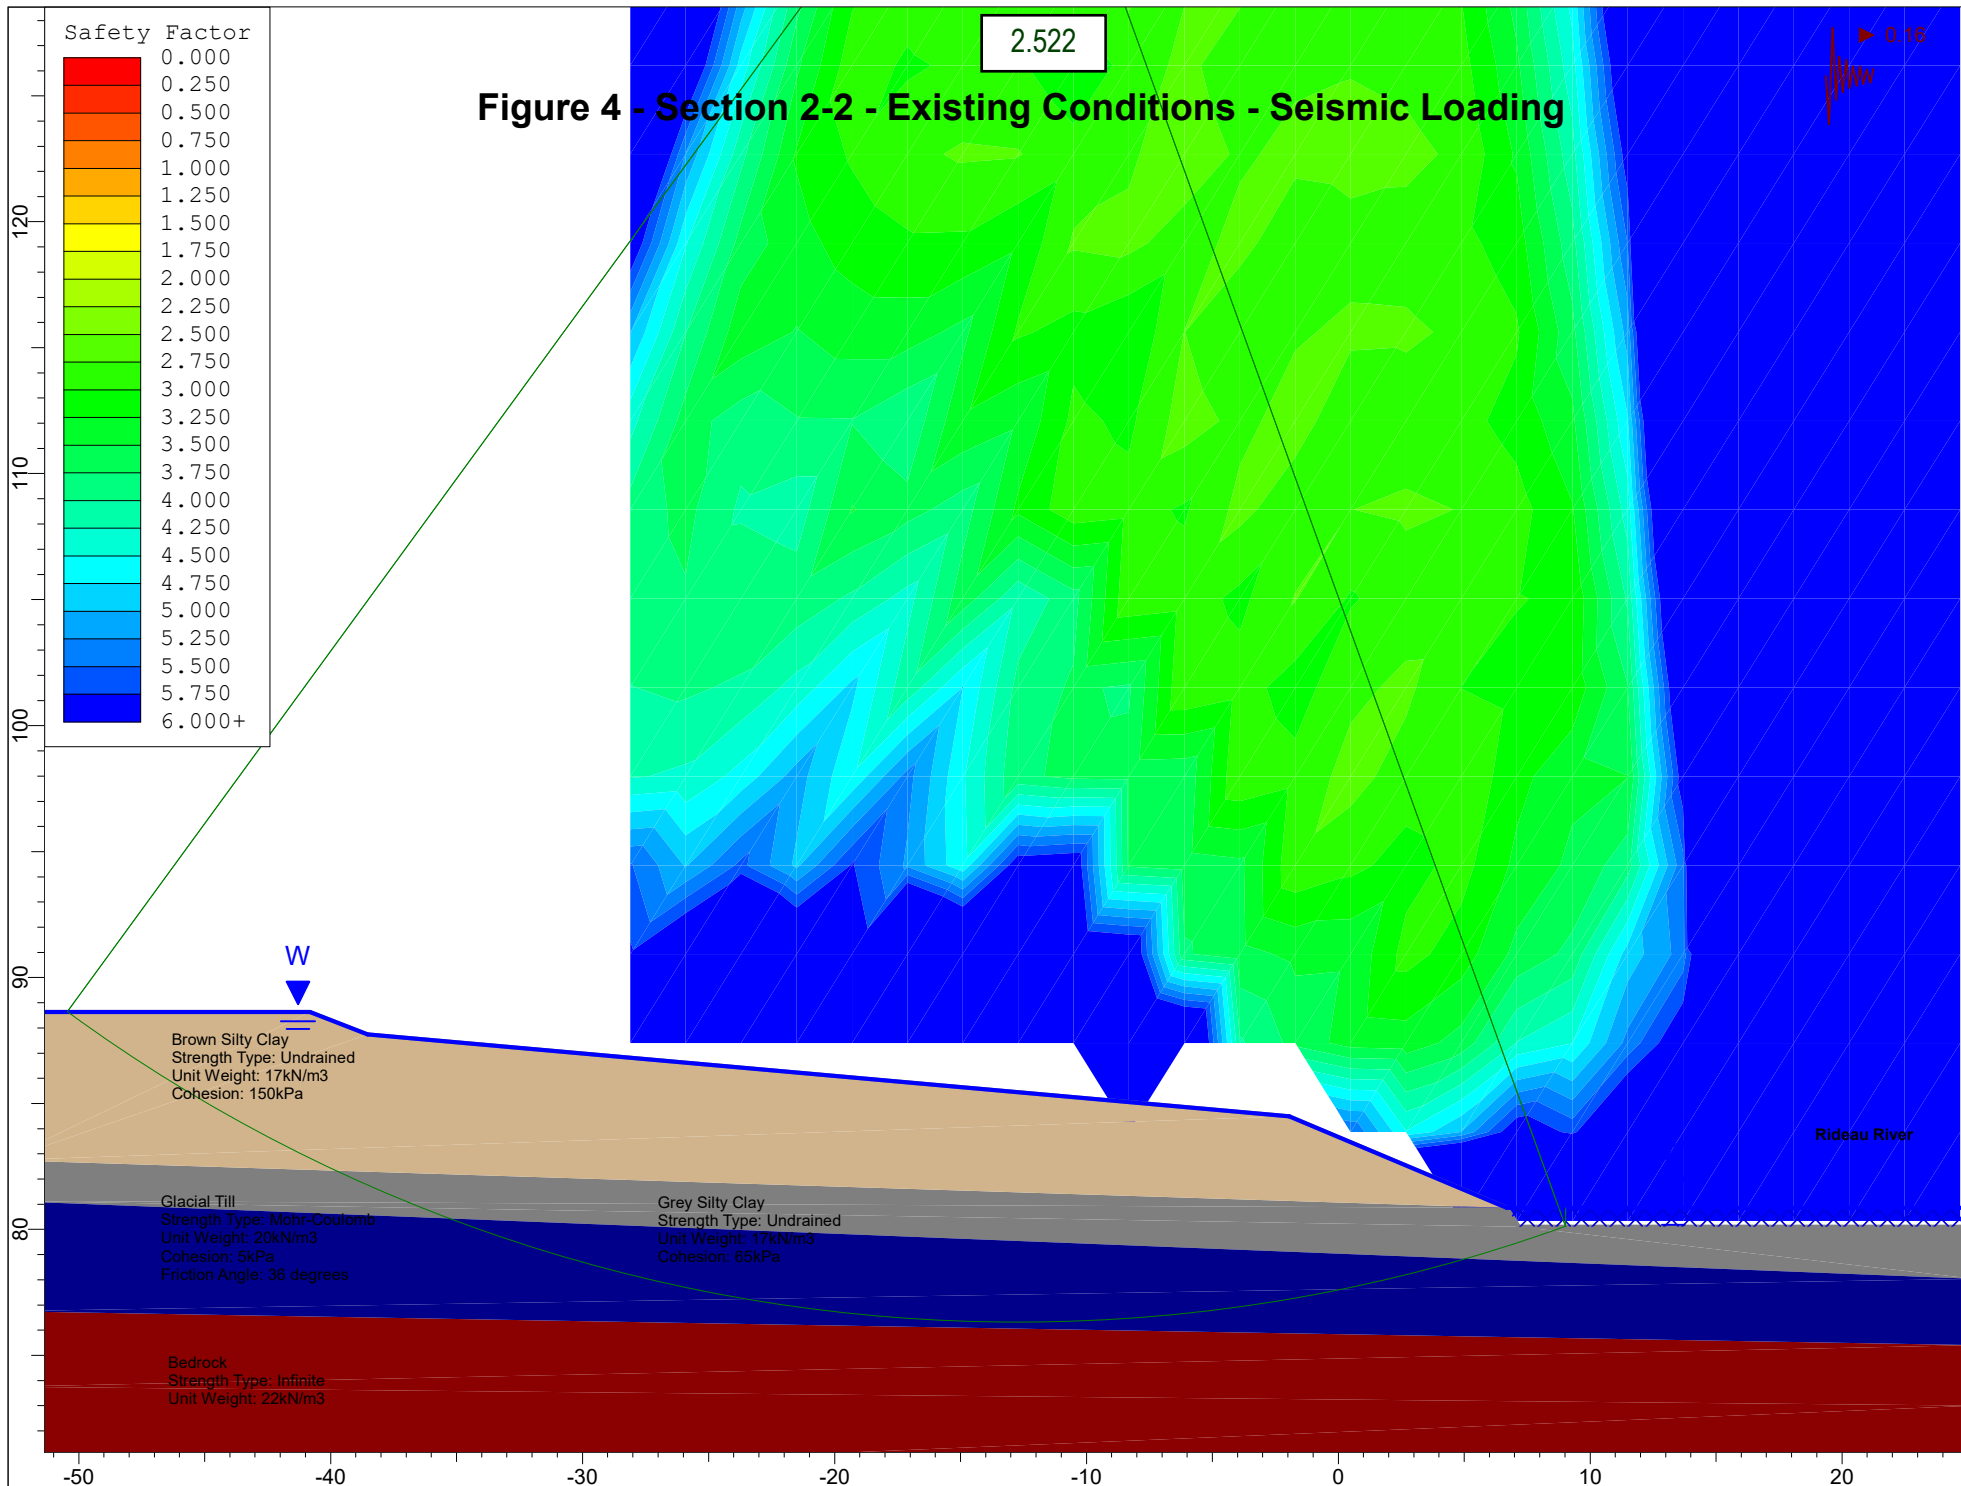 Safety Factor
0.000
0.250
0.500
0.750
1.000
1.250
1.500
1.750
2.000
2.250
2.500
2.750
3.000
3.250
3.500
3.750
4.000
4.250
4.500
4.750
5.000
5.250
5.500
5.750
6.000+
2.522
0.16
Figure 4 - Section 2-2 - Existing Conditions - Seismic Loading
120
110
100
90
80
W
Brown Silty Clay
Strength Type: Undrained
Unit Weight: 17kN/m3
Cohesion: 150kPa
Rideau River
Glacial Till
Strength Type: Mohr-Coulomb
Unit Weight: 20kN/m3
Cohesion: 5kPa
Friction Angle: 36 degrees
Grey Silty Clay
Strength Type: Undrained
Unit Weight: 17kN/m3
Cohesion: 65kPa
Bedrock
Strength Type: Infinite
Unit Weight: 22kN/m3
-50 -40 -30 -20 -10 0 10 20